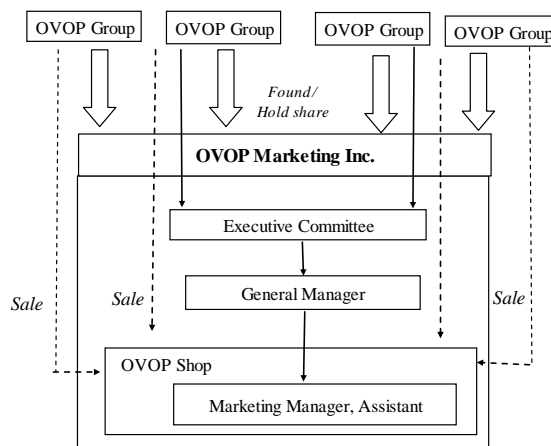 OVOP Group
OVOP Group
OVOP Group
OVOP Group
Found/
Hold share
OVOP Marketing Inc.
Executive Committee
General Manager
Sale
Sale
Sale
OVOP Shop
Marketing Manager, Assistant